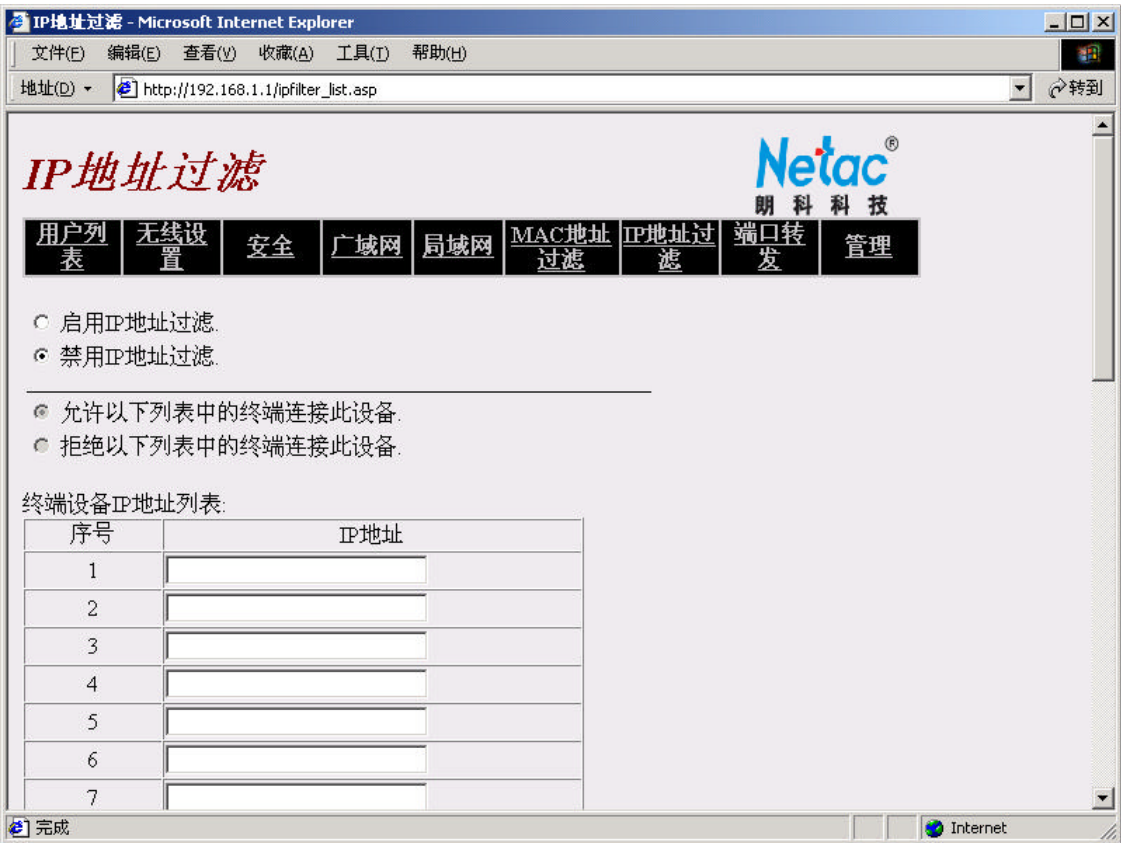 IP地址过滤 - Microsoft Internet Explorer
文件(F) 编辑(E) 查看(V) 收藏(A) 工具(T) 帮助(H)
地址(D) http://192.168.1.1/ipfilter_list.asp 转到
IP地址过滤
Netac®
朗科科技
用户列表 无线设置 安全 广域网 局域网 MAC地址过滤 IP地址过滤 端口转发 管理
启用IP地址过滤.
禁用IP地址过滤.
允许以下列表中的终端连接此设备.
拒绝以下列表中的终端连接此设备.
终端设备IP地址列表:
序号 IP地址
1
2
3
4
5
6
7
完成 Internet